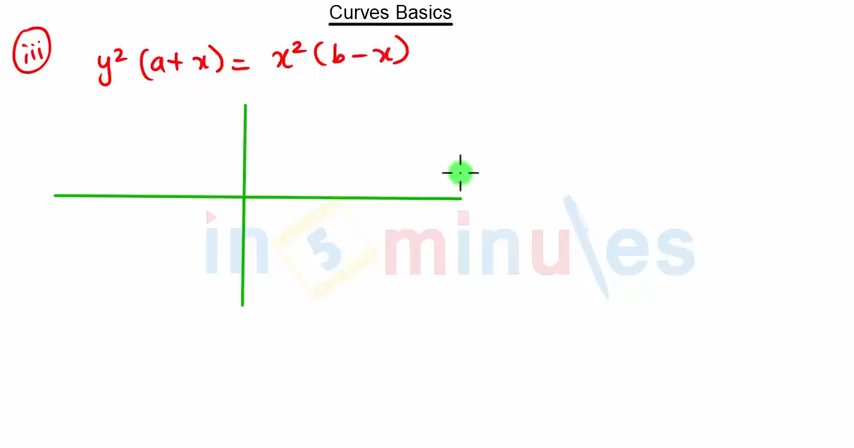 Curves Basics
iii y² (a+x) = x² (b-x)
in 5 minutes